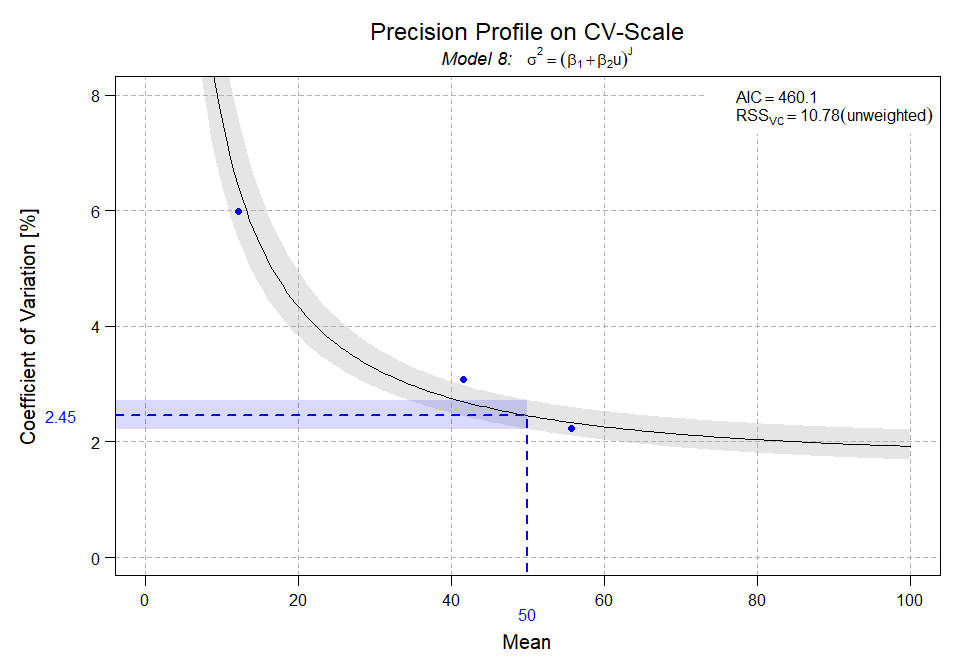 Precision Profile on CV-Scale
Model 8: σ² = (β₁+β₂u)ᴶ
AIC = 460.1
RSS_VC = 10.78(unweighted)
Coefficient of Variation [%]
8
6
4
2.45
2
0
0 20 40 60 80 100
50
Mean